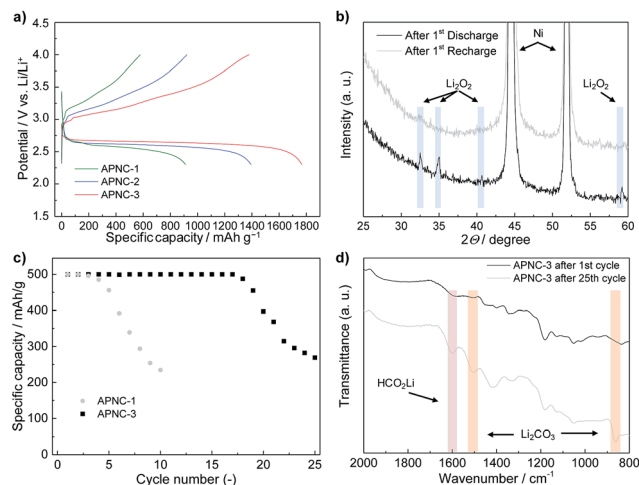 a)
Potential / V vs. Li/Li⁺
4.5
4.0
3.5
3.0
2.5
2.0
1.5
APNC-1
APNC-2
APNC-3
0 200 400 600 800 1000 1200 1400 1600 1800
Specific capacity / mAh g⁻¹
b)
Intensity (a. u.)
After 1st Discharge
After 1st Recharge
Ni
Li₂O₂
Li₂O₂
25 30 35 40 45 50 55 60
2Θ / degree
c)
Specific capacity / mAh/g
600
500
400
300
200
100
0
APNC-1
APNC-3
0 5 10 15 20 25
Cycle number (-)
d)
Transmittance (a. u.)
APNC-3 after 1st cycle
APNC-3 after 25th cycle
HCO₂Li
Li₂CO₃
2000 1800 1600 1400 1200 1000 800
Wavenumber / cm⁻¹